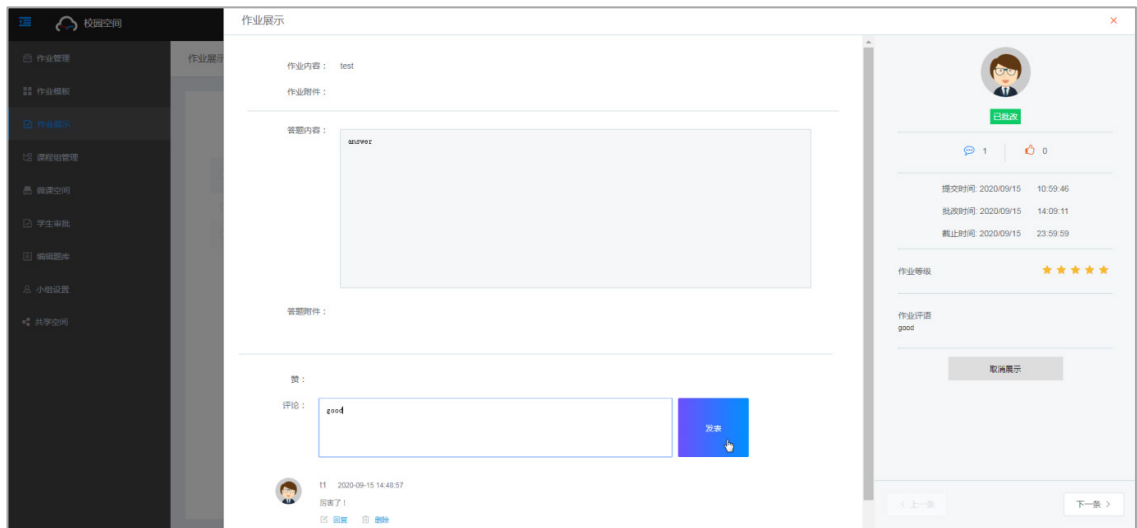 校园空间
作业管理
作业模板
作业展示
课程组管理
微课空间
学生审批
编辑题库
小组设置
共享空间
作业展示
作业展示
×
作业内容： test
作业附件：
答题内容：
answer
答题附件：
赞：
评论：
good
发表
t1 2020-09-15 14:48:57
厉害了！
回复 删除
已批改
1 0
提交时间: 2020/09/15 10:59:46
批改时间: 2020/09/15 14:09:11
截止时间: 2020/09/15 23:59:59
作业等级
作业评语
good
取消展示
< 上一条
下一条 >